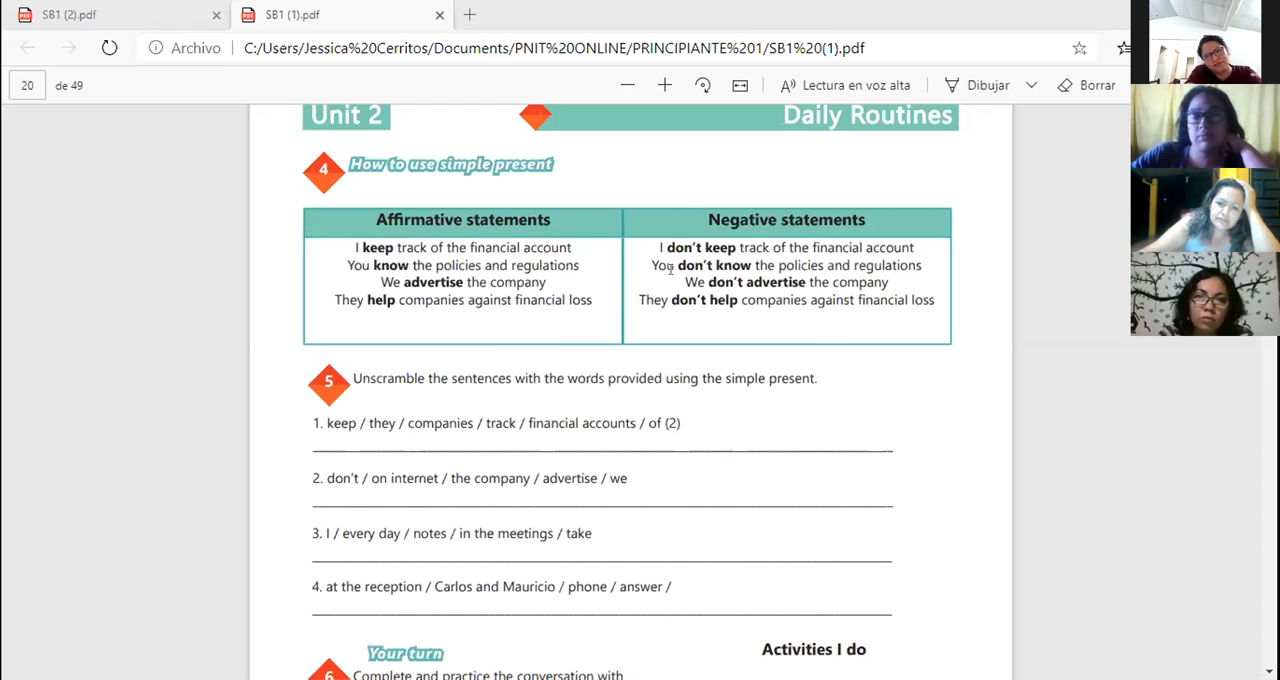 SB1 (2).pdf
SB1 (1).pdf
Archivo
C:/Users/Jessica%20Cerritos/Documents/PNIT%20ONLINE/PRINCIPIANTE%201/SB1%20(1).pdf
20 de 49
Lectura en voz alta
Dibujar
Borrar
Unit 2
Daily Routines
4 How to use simple present
Affirmative statements
I keep track of the financial account
You know the policies and regulations
We advertise the company
They help companies against financial loss
Negative statements
I don't keep track of the financial account
You don't know the policies and regulations
We don't advertise the company
They don't help companies against financial loss
5 Unscramble the sentences with the words provided using the simple present.
1. keep / they / companies / track / financial accounts / of (2)
2. don't / on internet / the company / advertise / we
3. I / every day / notes / in the meetings / take
4. at the reception / Carlos and Mauricio / phone / answer /
Your turn
Activities I do
6 Complete and practice the conversation with